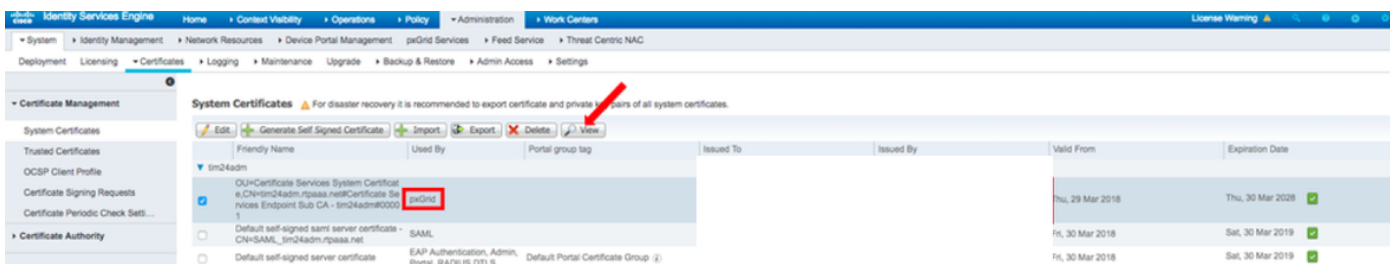 cisco Identity Services Engine Home Context Visibility Operations Policy Administration Work Centers License Warning
System Identity Management Network Resources Device Portal Management pxGrid Services Feed Service Threat Centric NAC
Deployment Licensing Certificates Logging Maintenance Upgrade Backup & Restore Admin Access Settings
Certificate Management
System Certificates
Trusted Certificates
OCSP Client Profile
Certificate Signing Requests
Certificate Periodic Check Setti...
Certificate Authority
System Certificates For disaster recovery it is recommended to export certificate and private key pairs of all system certificates.
Edit Generate Self Signed Certificate Import Export Delete View
Friendly Name Used By Portal group tag Issued To Issued By Valid From Expiration Date
tim24adm
OU=Certificate Services System Certificat
e,CN=tim24adm.rtpaaa.net#Certificate Se
rvices Endpoint Sub CA - tim24adm#0000
1
pxGrid Thu, 29 Mar 2018 Thu, 30 Mar 2028
Default self-signed saml server certificate -
CN=SAML_tim24adm.rtpaaa.net
SAML Fri, 30 Mar 2018 Sat, 30 Mar 2019
Default self-signed server certificate
EAP Authentication, Admin,
Portal, RADIUS DTLS
Default Portal Certificate Group Fri, 30 Mar 2018 Sat, 30 Mar 2019